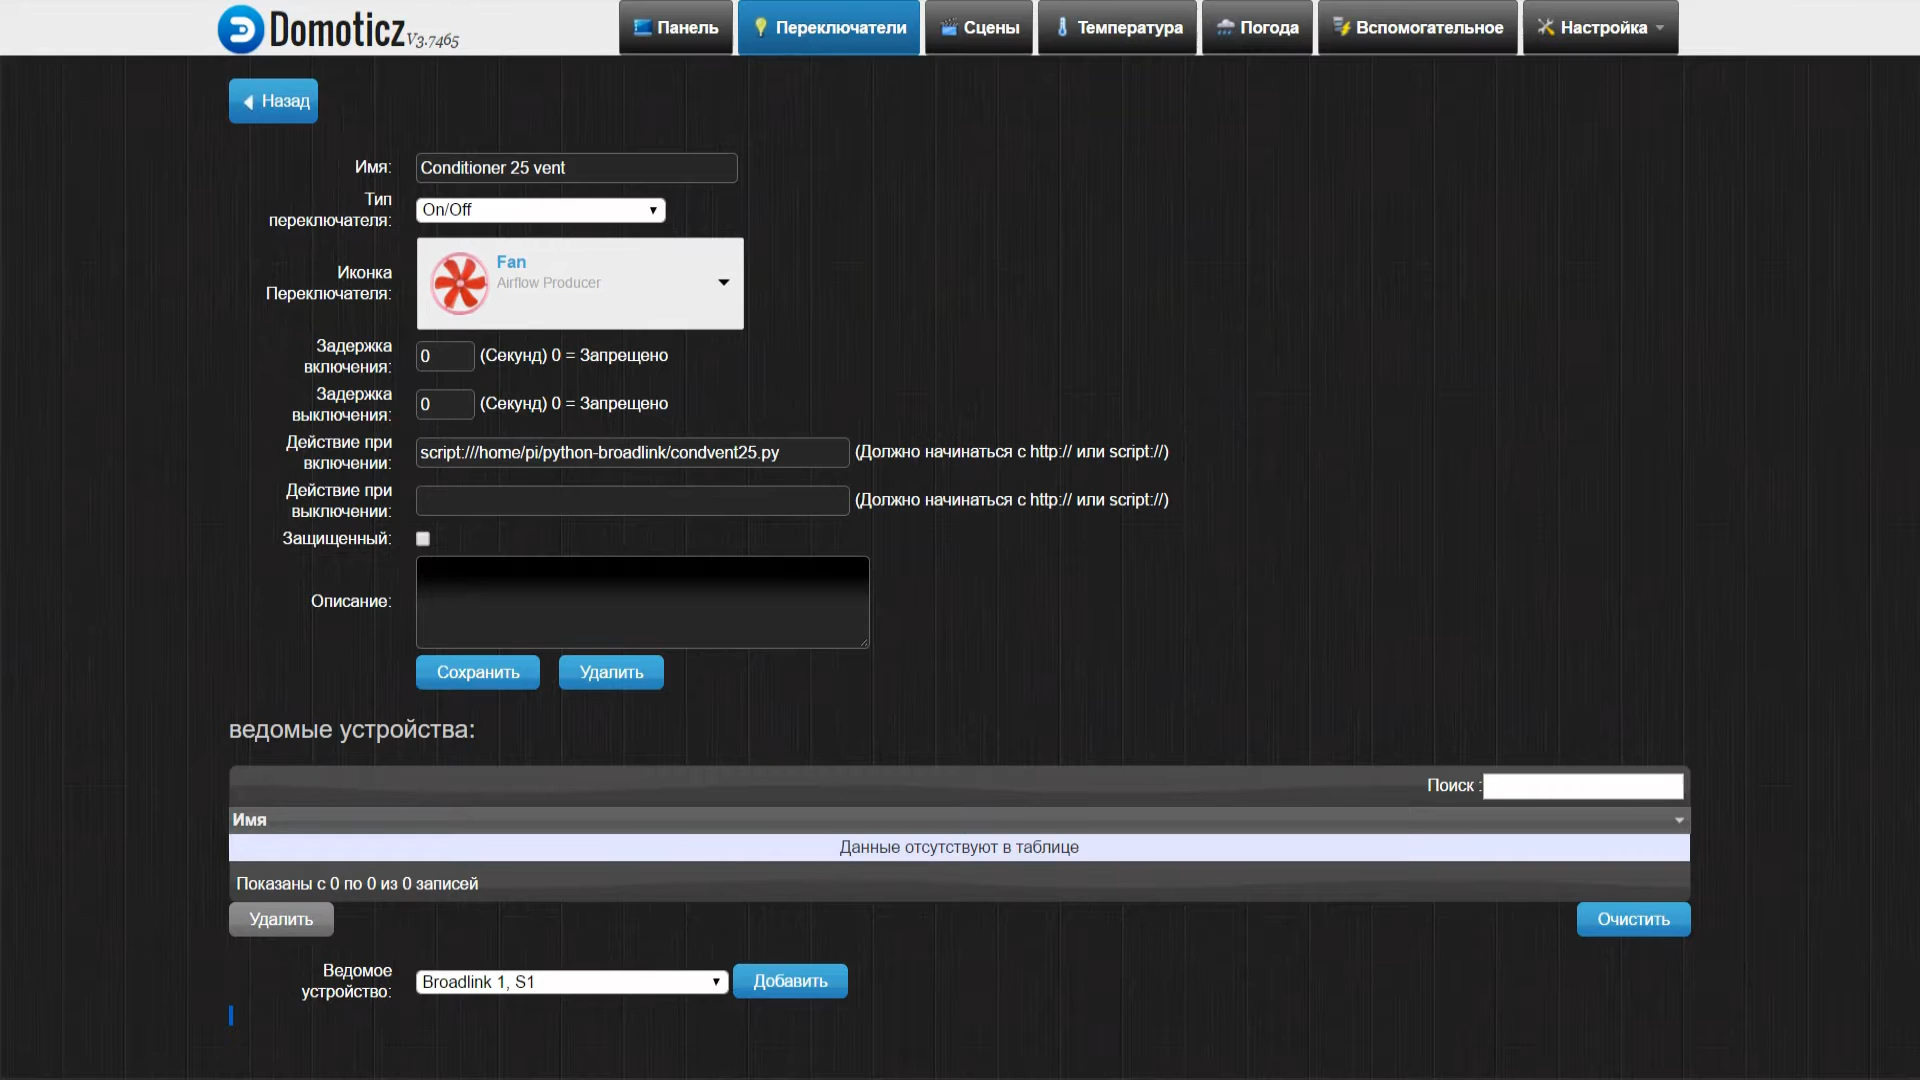 Domoticz V3.7465
Панель
Переключатели
Сцены
Температура
Погода
Вспомогательное
Настройка
Назад
Имя: Conditioner 25 vent
Тип
переключателя: On/Off
Иконка
Переключателя: Fan
Airflow Producer
Задержка
включения: 0 (Секунд) 0 = Запрещено
Задержка
выключения: 0 (Секунд) 0 = Запрещено
Действие при
включении: script:///home/pi/python-broadlink/condvent25.py (Должно начинаться с http:// или script://)
Действие при
выключении: (Должно начинаться с http:// или script://)
Защищенный:
Описание:
Сохранить Удалить
ведомые устройства:
Поиск :
Имя
Данные отсутствуют в таблице
Показаны с 0 по 0 из 0 записей
Удалить Очистить
Ведомое
устройство: Broadlink 1, S1 Добавить